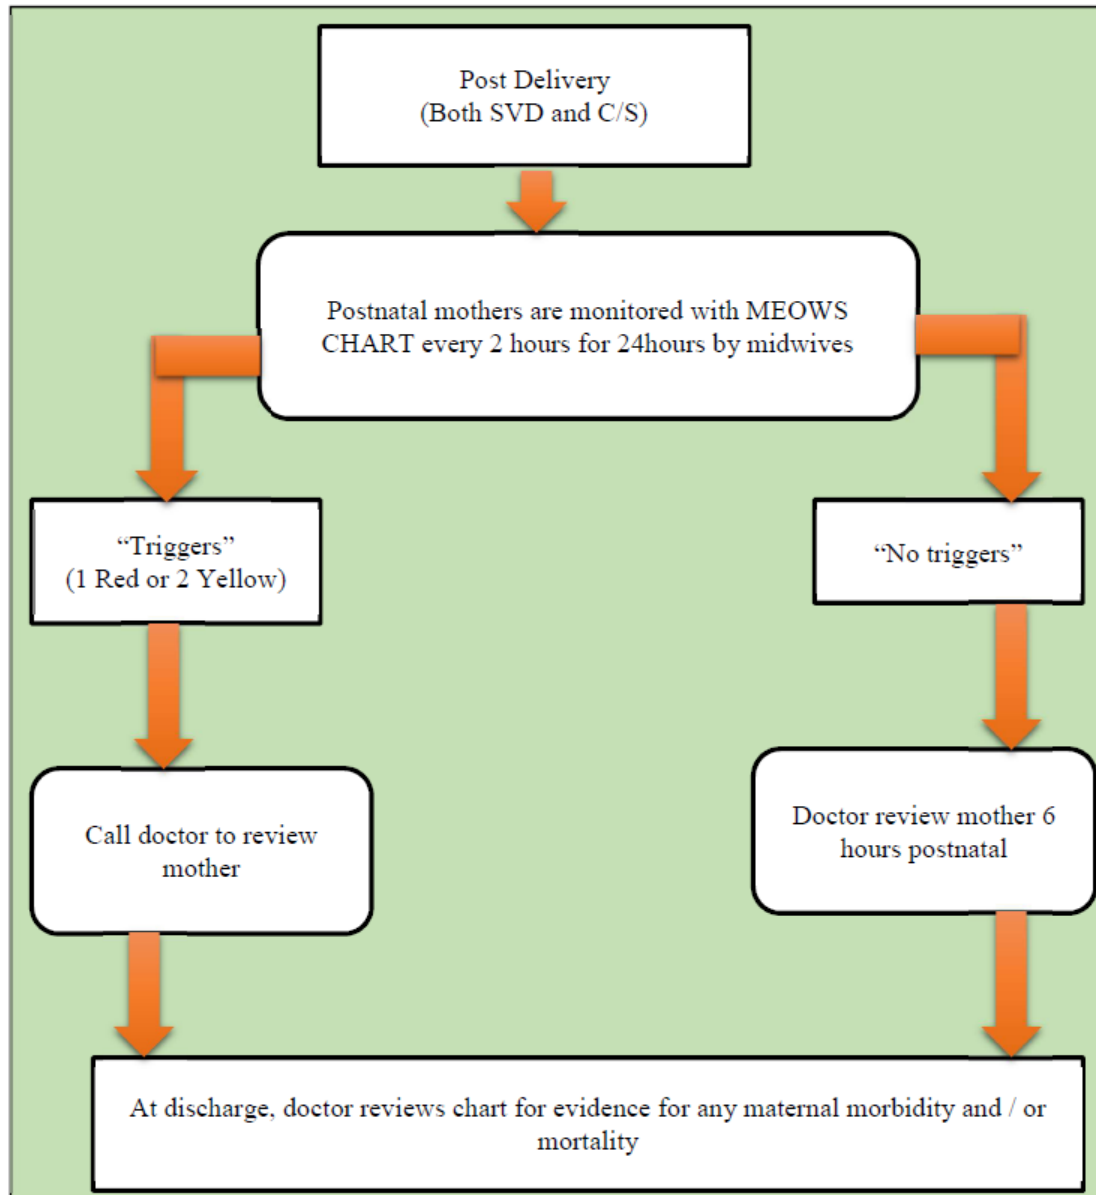 Post Delivery
(Both SVD and C/S)
Postnatal mothers are monitored with MEOWS
CHART every 2 hours for 24hours by midwives
“Triggers”
(1 Red or 2 Yellow)
“No triggers”
Call doctor to review
mother
Doctor review mother 6
hours postnatal
At discharge, doctor reviews chart for evidence for any maternal morbidity and / or
mortality